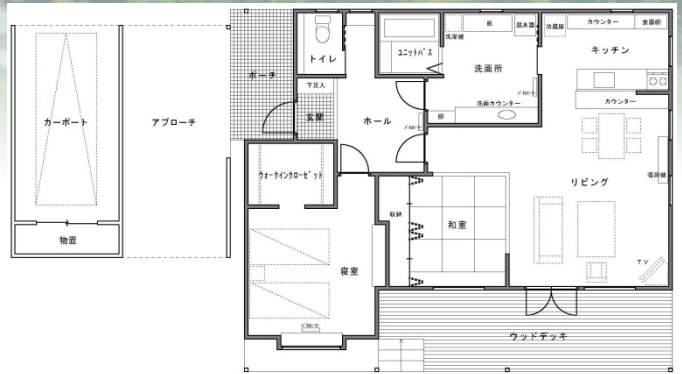 トイレ
ユニットバス
洗濯機
棚
温水器
冷蔵庫
カウンター
食器棚
キッチン
洗面所
ポーチ
下足入
玄関
ホール
洗面カウンター
棚
カウンター
カーポート
アプローチ
ウォークインクローゼット
リビング
収納
和室
物置
寝室
TV
ウッドデッキ